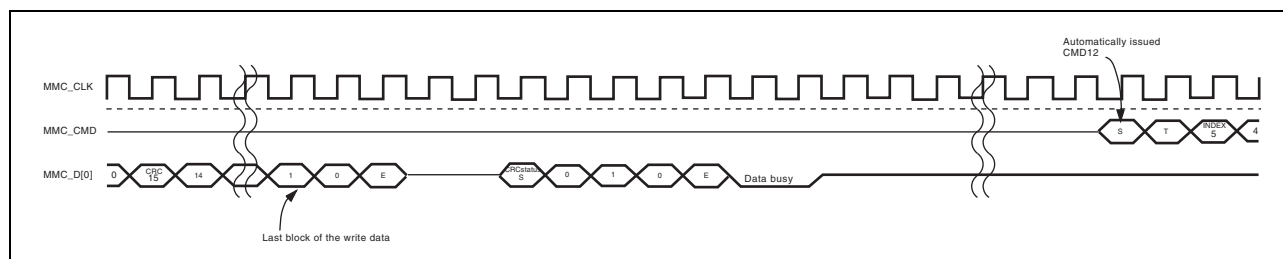 Automatically issued
CMD12
MMC_CLK
MMC_CMD
S T INDEX 5 4
MMC_D[0]
0 CRC 15 14 1 0 E CRCstatus S 0 1 0 E Data busy
Last block of the write data